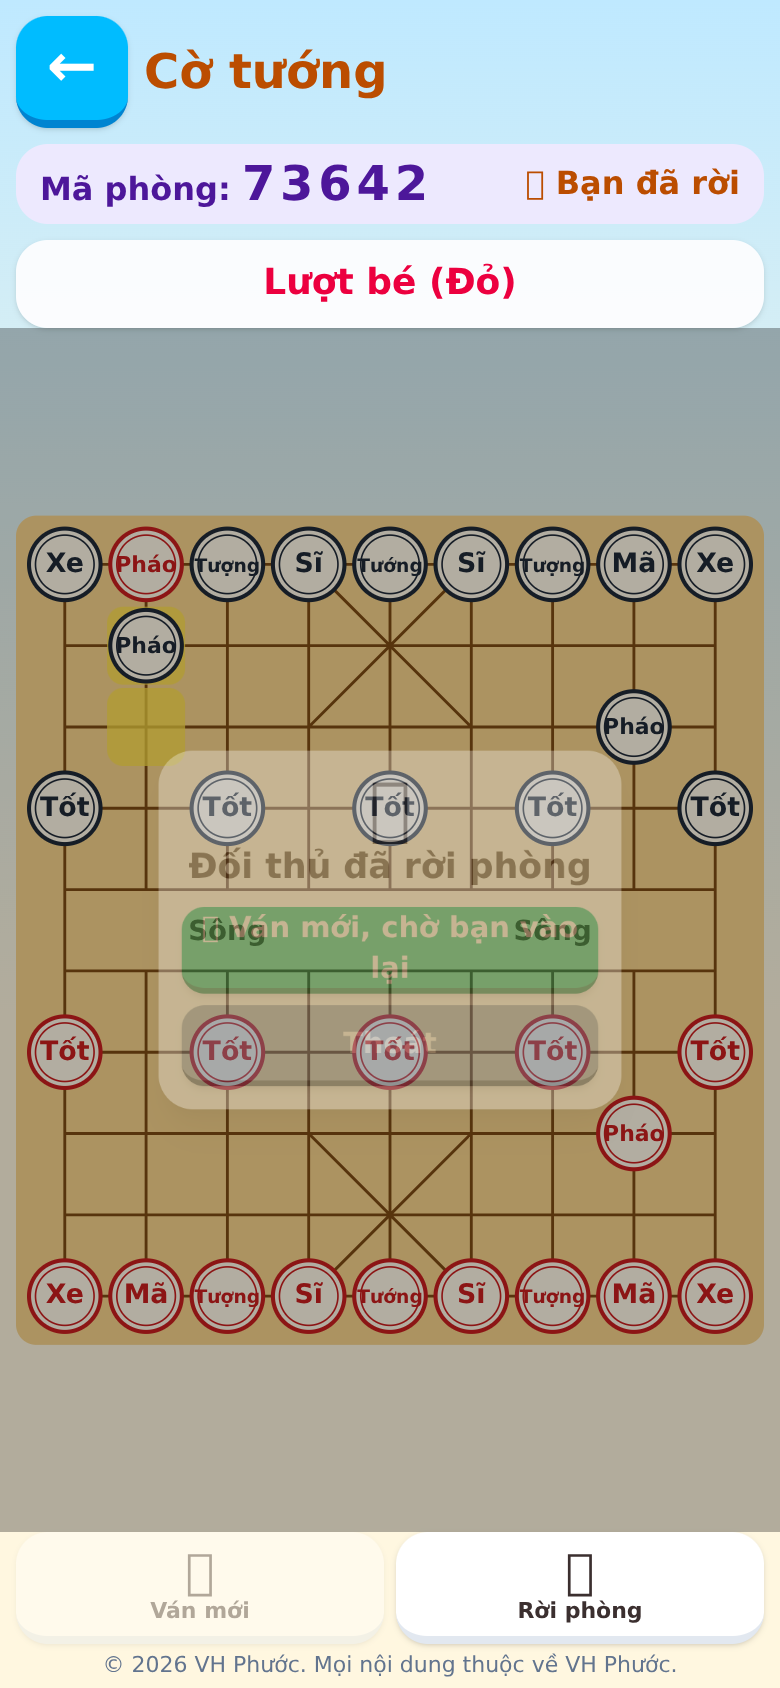 ←
Cờ tướng
Mã phòng: 73642
Bạn đã rời
Lượt bé (Đỏ)
Xe Pháo Tượng Sĩ Tướng Sĩ Tượng Mã Xe
Pháo
Pháo
Tốt Tốt Tốt Tốt Tốt
Đối thủ đã rời phòng
Sông Sông
Ván mới, chờ bạn vào
lại
Thoát
Tốt Tốt Tốt Tốt Tốt
Pháo
Xe Mã Tượng Sĩ Tướng Sĩ Tượng Mã Xe
Ván mới
Rời phòng
© 2026 VH Phước. Mọi nội dung thuộc về VH Phước.